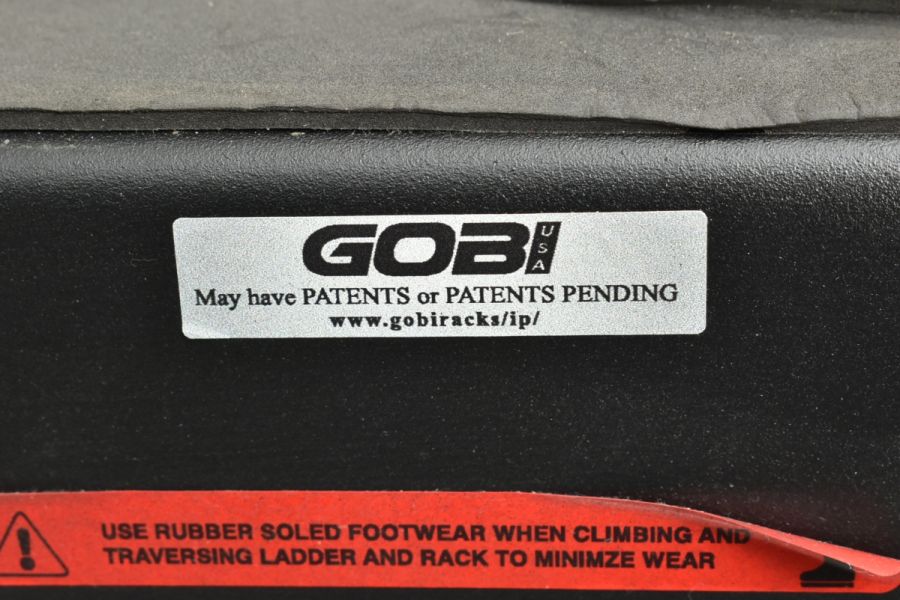 GOBI USA
May have PATENTS or PATENTS PENDING
www.gobiracks/ip/
USE RUBBER SOLED FOOTWEAR WHEN CLIMBING AND
TRAVERSING LADDER AND RACK TO MINIMZE WEAR